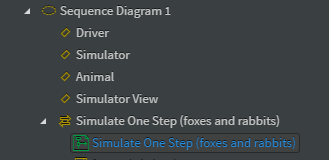 Sequence Diagram 1
Driver
Simulator
Animal
Simulator View
Simulate One Step (foxes and rabbits)
Simulate One Step (foxes and rabbits)